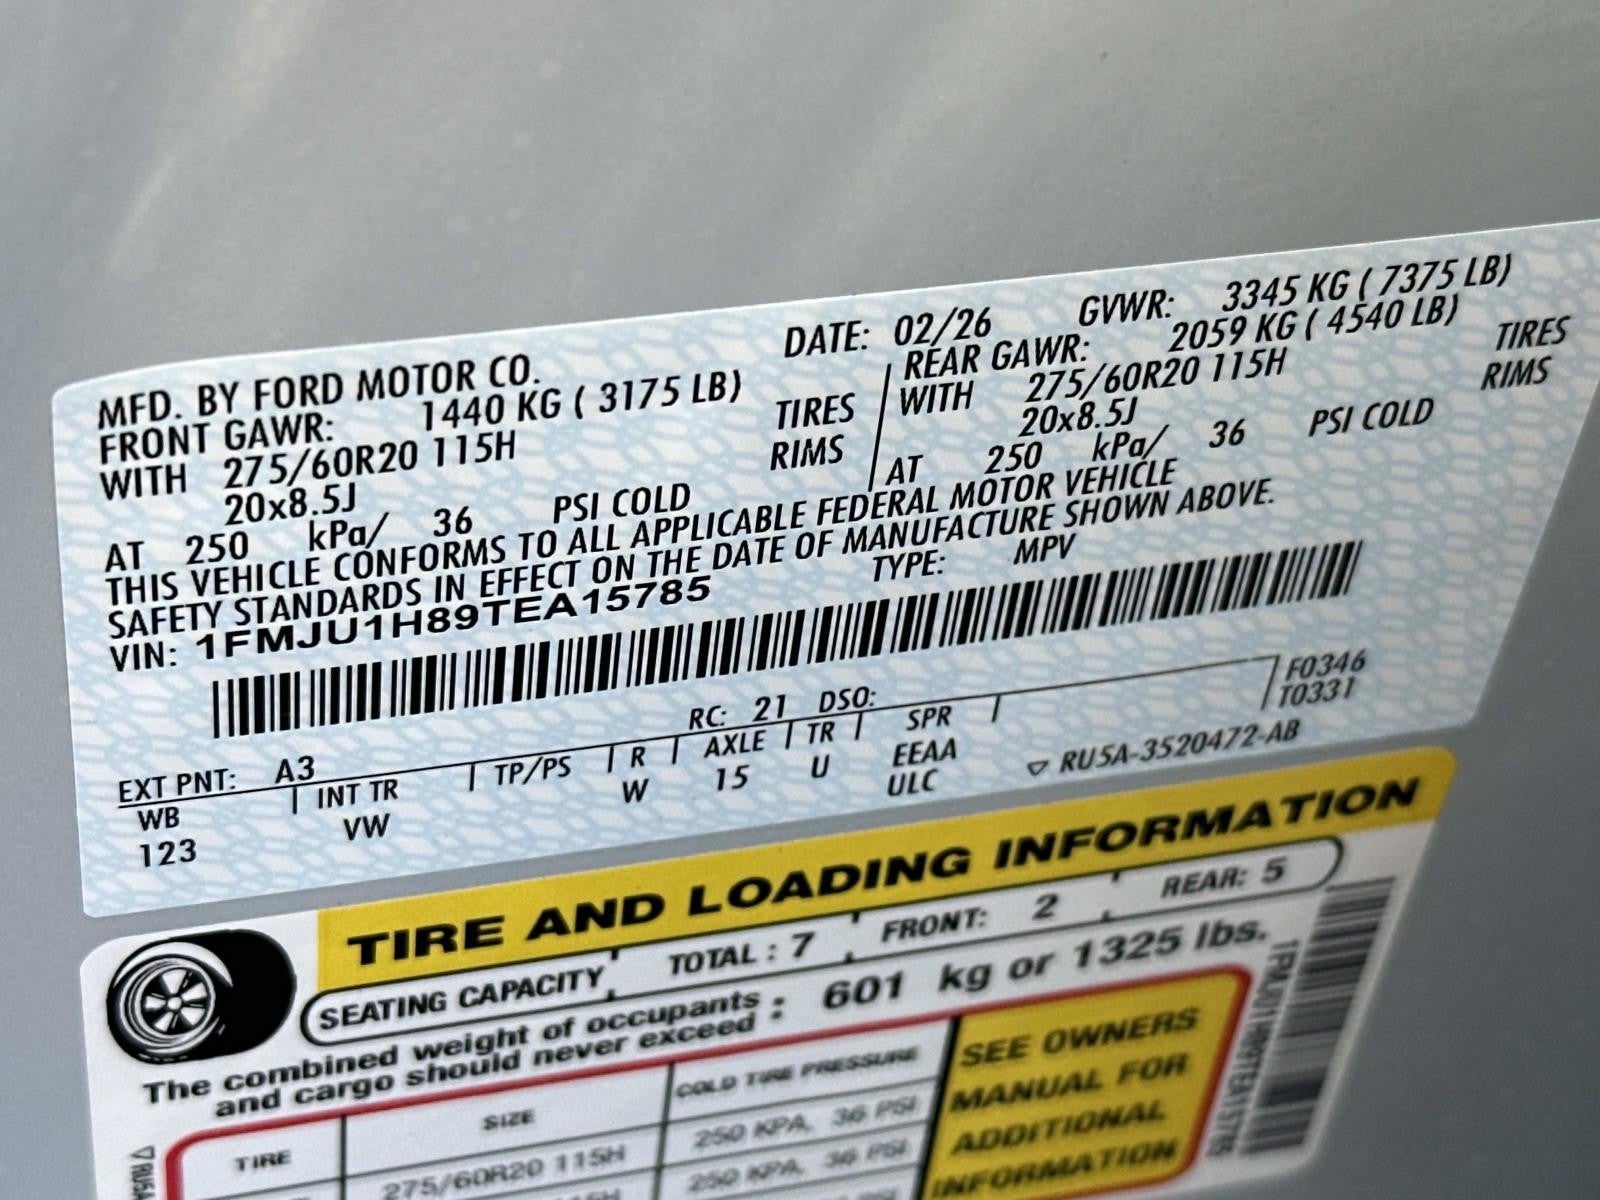 MFD. BY FORD MOTOR CO. DATE: 02/26 GVWR: 3345 KG ( 7375 LB)
FRONT GAWR: 1440 KG ( 3175 LB) REAR GAWR: 2059 KG ( 4540 LB)
WITH 275/60R20 115H TIRES WITH 275/60R20 115H TIRES
20x8.5J RIMS 20x8.5J RIMS
AT 250 kPa/ 36 PSI COLD AT 250 kPa/ 36 PSI COLD
THIS VEHICLE CONFORMS TO ALL APPLICABLE FEDERAL MOTOR VEHICLE
SAFETY STANDARDS IN EFFECT ON THE DATE OF MANUFACTURE SHOWN ABOVE.
VIN: 1FMJU1H89TEA15785 TYPE: MPV
F0346
T0331
EXT PNT: A3 RC: 21 DSO:
WB INT TR TP/PS R AXLE TR SPR
123 VW W 15 U EEAA
ULC
▽ RU5A-3520472-AB
TIRE AND LOADING INFORMATION
SEATING CAPACITY TOTAL : 7 FRONT: 2 REAR: 5
The combined weight of occupants : 601 kg or 1325 lbs.
and cargo should never exceed :
TIRE SIZE COLD TIRE PRESSURE
275/60R20 115H 250 KPA, 36 PSI
250 KPA, 36 PSI
SEE OWNERS
MANUAL FOR
ADDITIONAL
INFORMATION
1FMJU1H89TEA15785